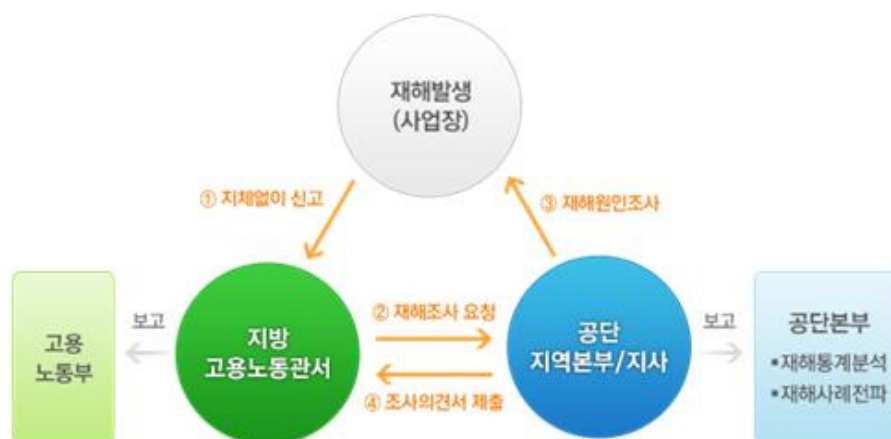 재해발생
(사업장)
① 지체없이 신고
③ 재해원인조사
고용
노동부
보고
지방
고용노동관서
② 재해조사 요청
④ 조사의견서 제출
공단
지역본부/지사
보고
공단본부
▪재해통계분석
▪재해사례전파